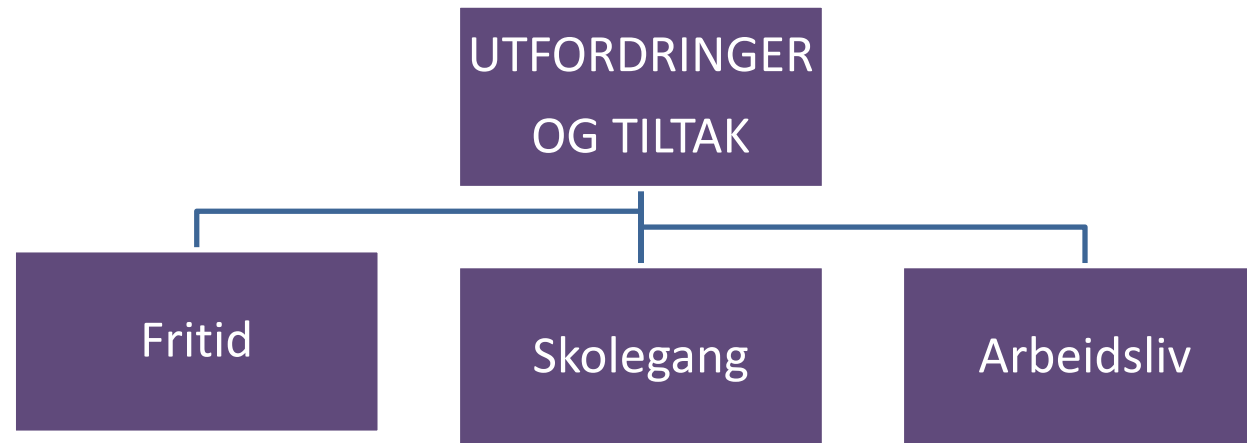 UTFORDRINGER
OG TILTAK
Fritid
Skolegang
Arbeidsliv